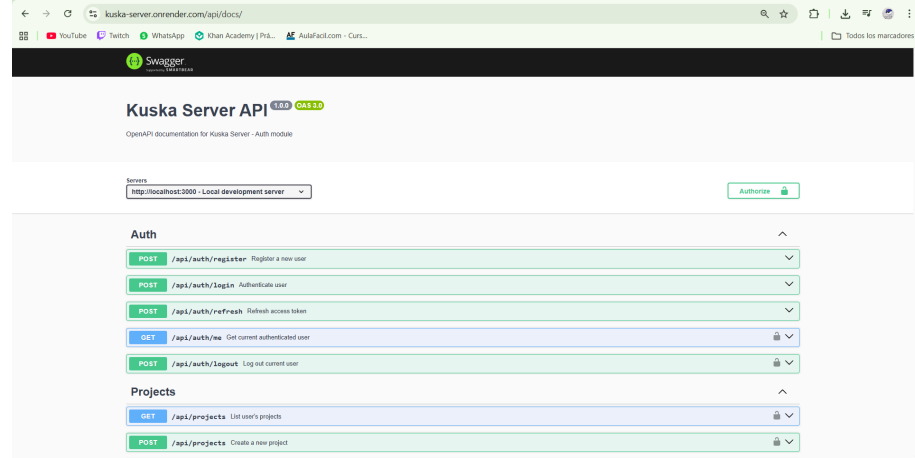 kuska-server.onrender.com/api/docs/
YouTube Twitch WhatsApp Khan Academy | Prá... AulaFacil.com - Curs... Todos los marcadores
Swagger
Supported by SMARTBEAR
Kuska Server API 1.0.0 OAS 3.0
OpenAPI documentation for Kuska Server - Auth module
Servers
http://localhost:3000 - Local development server
Authorize
Auth
POST /api/auth/register Register a new user
POST /api/auth/login Authenticate user
POST /api/auth/refresh Refresh access token
GET /api/auth/me Get current authenticated user
POST /api/auth/logout Log out current user
Projects
GET /api/projects List user's projects
POST /api/projects Create a new project